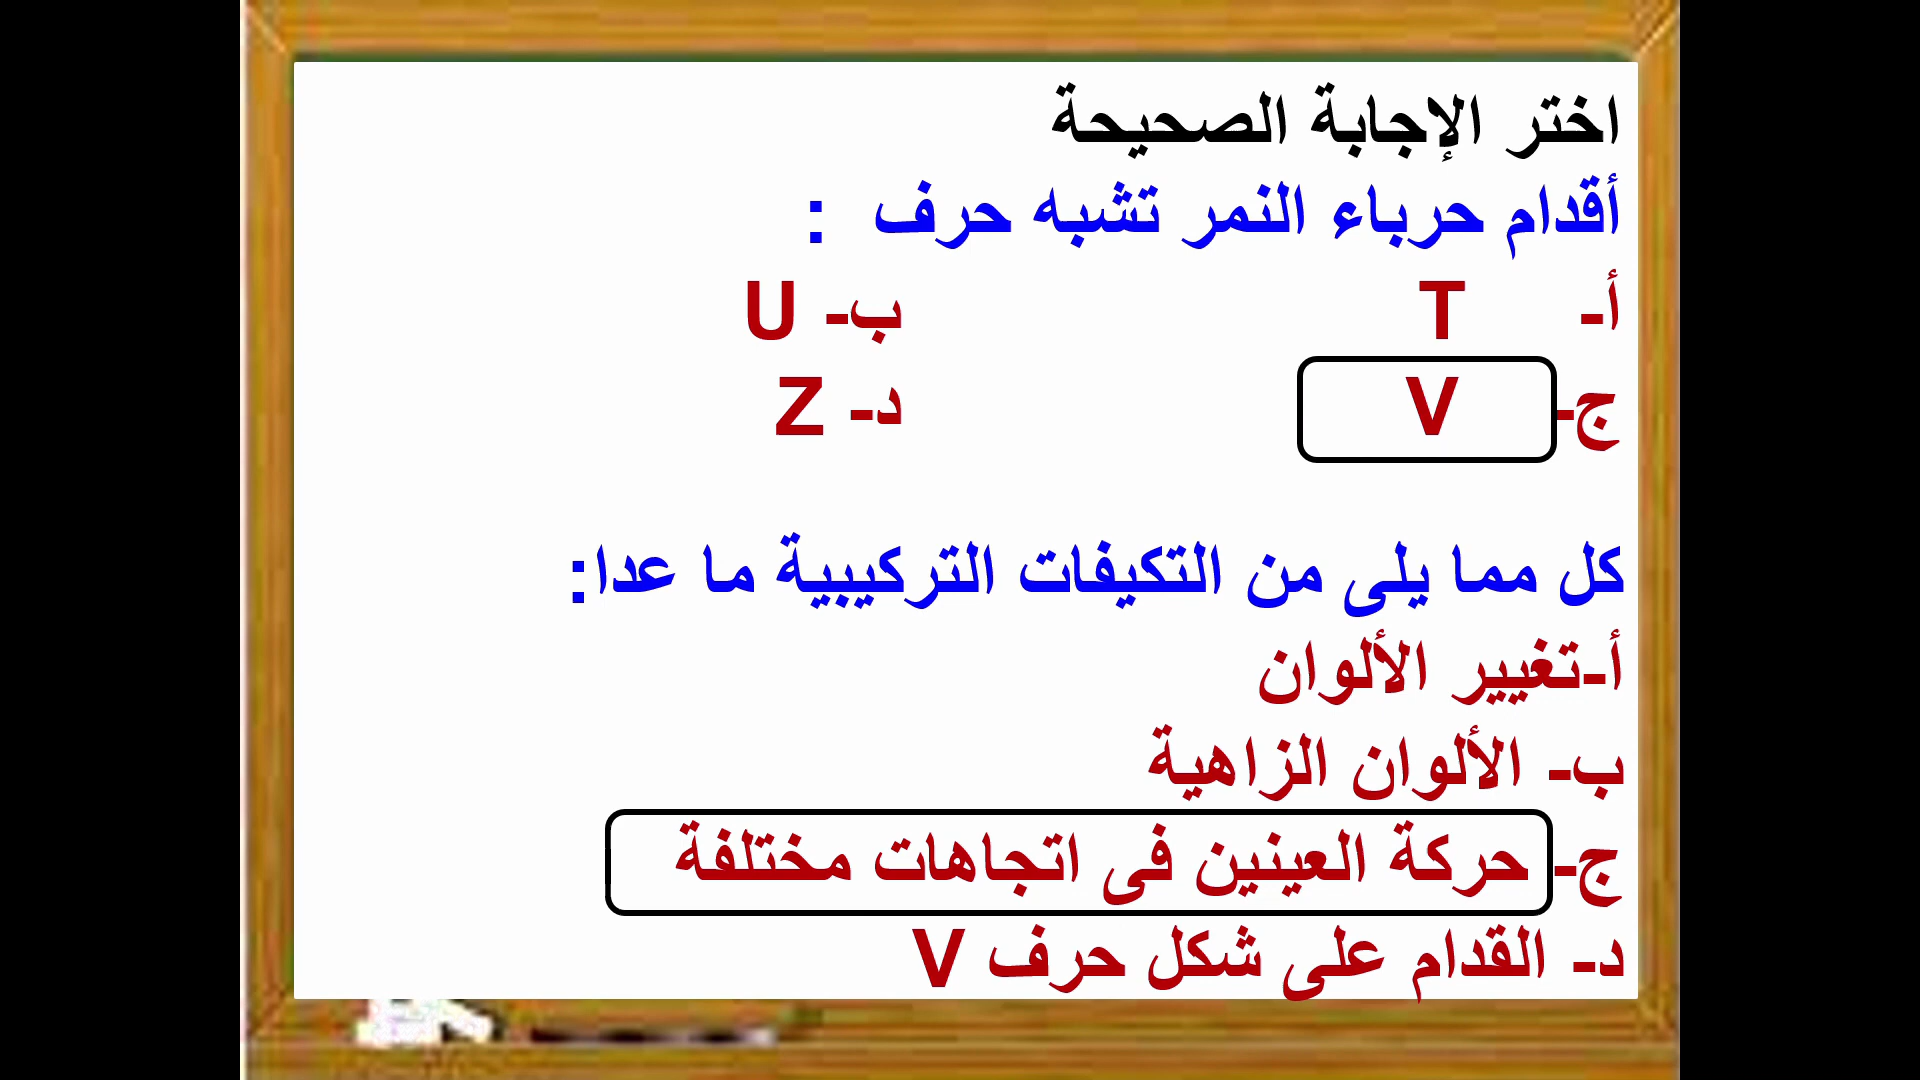 اختر الإجابة الصحيحة
أقدام حرباء النمر تشبه حرف :
أ- T ب- U
ج- V د- Z
كل مما يلى من التكيفات التركيبية ما عدا:
أ-تغيير الألوان
ب- الألوان الزاهية
ج- حركة العينين فى اتجاهات مختلفة
د- القدام على شكل حرف V